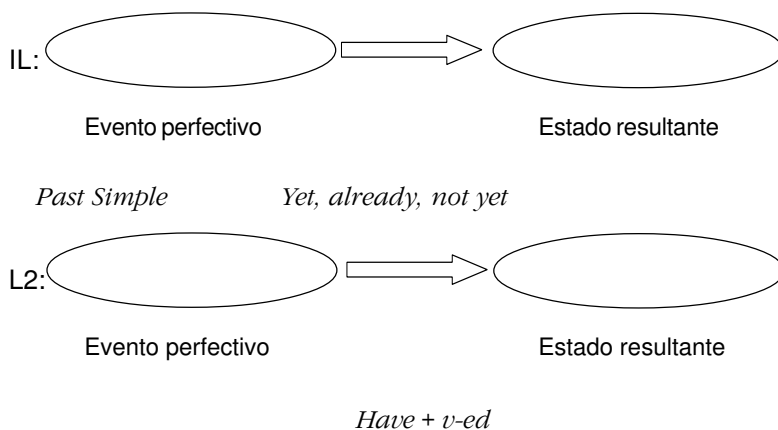 IL:
Evento perfectivo Estado resultante
Past Simple Yet, already, not yet
L2:
Evento perfectivo Estado resultante
Have + v-ed